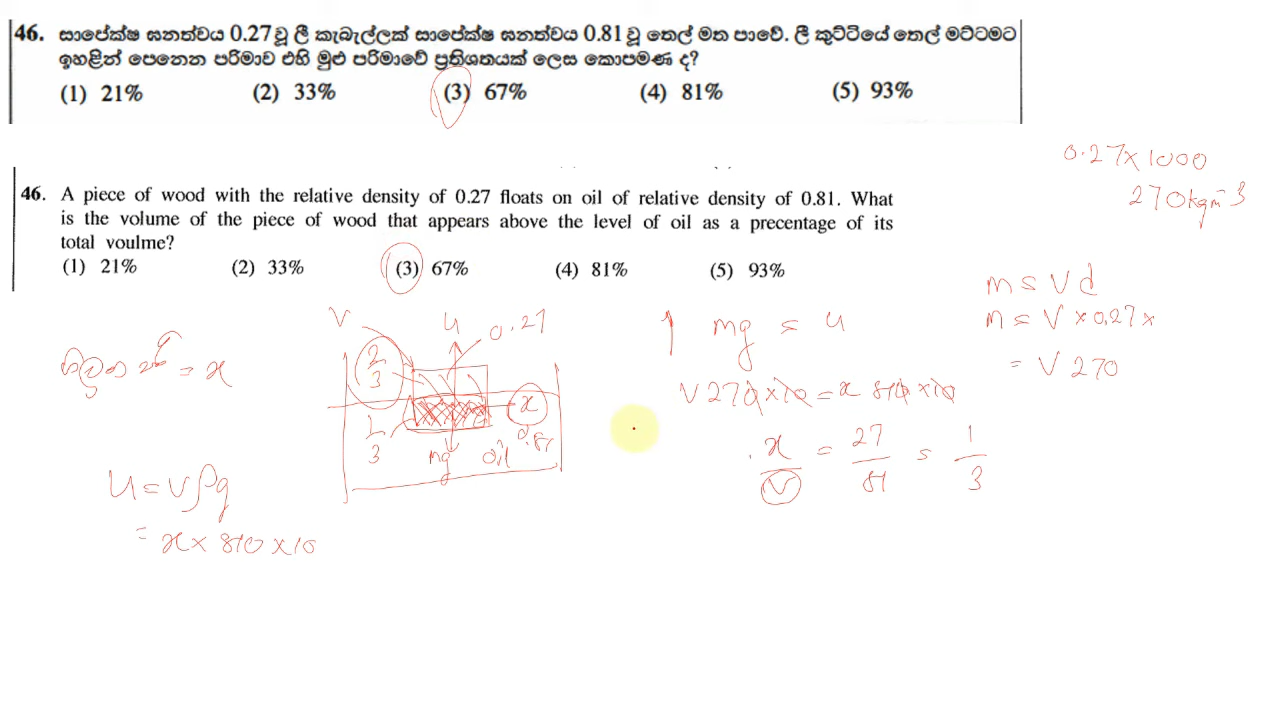 46. සාපේක්ෂ ඝනත්වය 0.27 වූ ලී කැබැල්ලක් සාපේක්ෂ ඝනත්වය 0.81 වූ තෙල් මත පාවේ. ලී කුට්ටියේ තෙල් මට්ටමට
ඉහළින් පෙනෙන පරිමාව එහි මුළු පරිමාවේ ප්‍රතිශතයක් ලෙස කොපමණ ද?
(1) 21% (2) 33% (3) 67% (4) 81% (5) 93%
0.27 x 1000
270 kgm-3
46. A piece of wood with the relative density of 0.27 floats on oil of relative density of 0.81. What
is the volume of the piece of wood that appears above the level of oil as a precentage of its
total voulme?
(1) 21% (2) 33% (3) 67% (4) 81% (5) 93%
m = V d
m = V x 0.27 x
= V 270
V
U
0.27
2/3
x
1/3
mg
oil
= x
mg = U
V 270 x 10 = x 810 x 10
x/V = 27/81 = 1/3
U = VρG
= x x 810 x 10